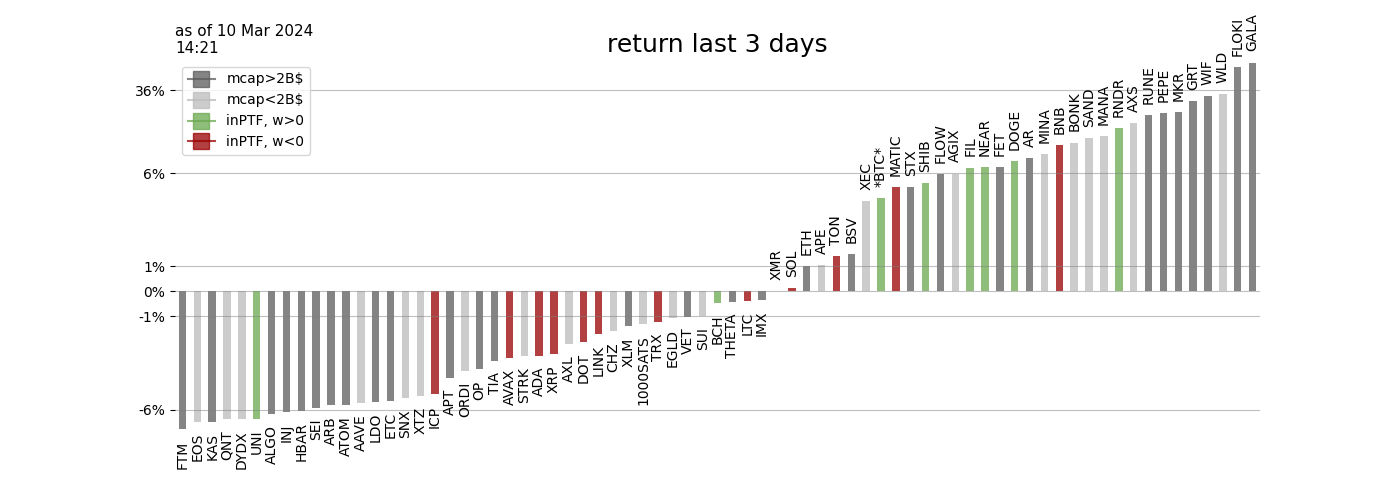 as of 10 Mar 2024
14:21
return last 3 days
mcap>2B$
mcap<2B$
inPTF, w>0
inPTF, w<0
36%
6%
1%
0%
-1%
-6%
FTM
EOS
KAS
QNT
DYDX
UNI
ALGO
INJ
HBAR
SEI
ARB
ATOM
AAVE
LDO
ETC
SNX
XTZ
ICP
APT
ORDI
OP
TIA
AVAX
STRK
ADA
XRP
AXL
DOT
LINK
CHZ
XLM
1000SATS
TRX
EGLD
VET
SUI
BCH
THETA
LTC
IMX
XMR
SOL
ETH
APE
TON
BSV
XEC
*BTC*
MATIC
STX
SHIB
FLOW
AGIX
FIL
NEAR
FET
DOGE
AR
MINA
BNB
BONK
SAND
MANA
RNDR
AXS
RUNE
PEPE
MKR
GRT
WIF
WLD
FLOKI
GALA